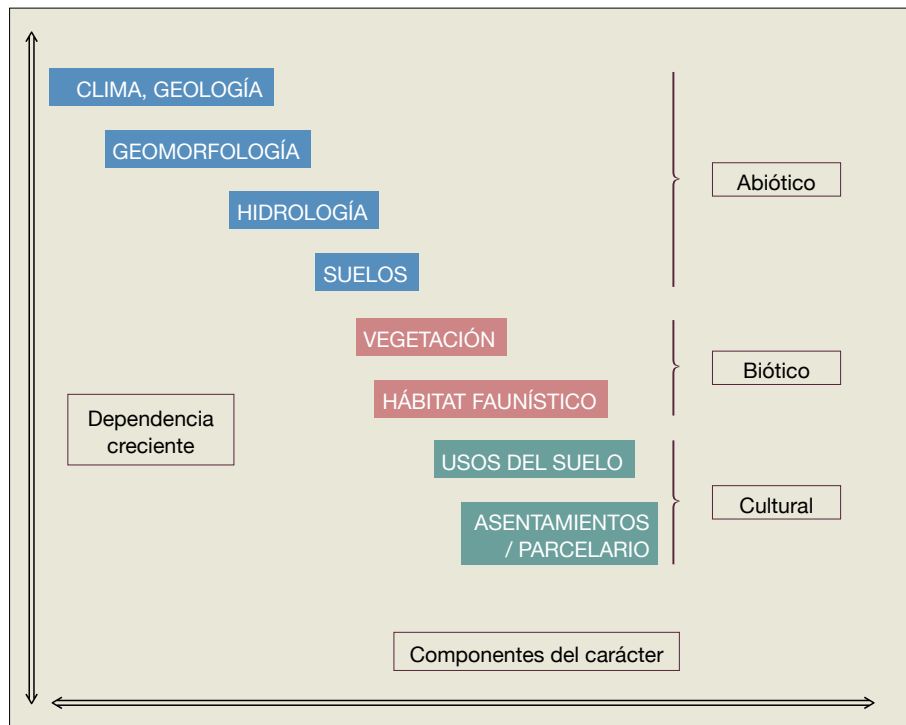 CLIMA, GEOLOGÍA
GEOMORFOLOGÍA
Abiótico
HIDROLOGÍA
SUELOS
VEGETACIÓN
Biótico
HÁBITAT FAUNÍSTICO
Dependencia
creciente
USOS DEL SUELO
Cultural
ASENTAMIENTOS
/ PARCELARIO
Componentes del carácter